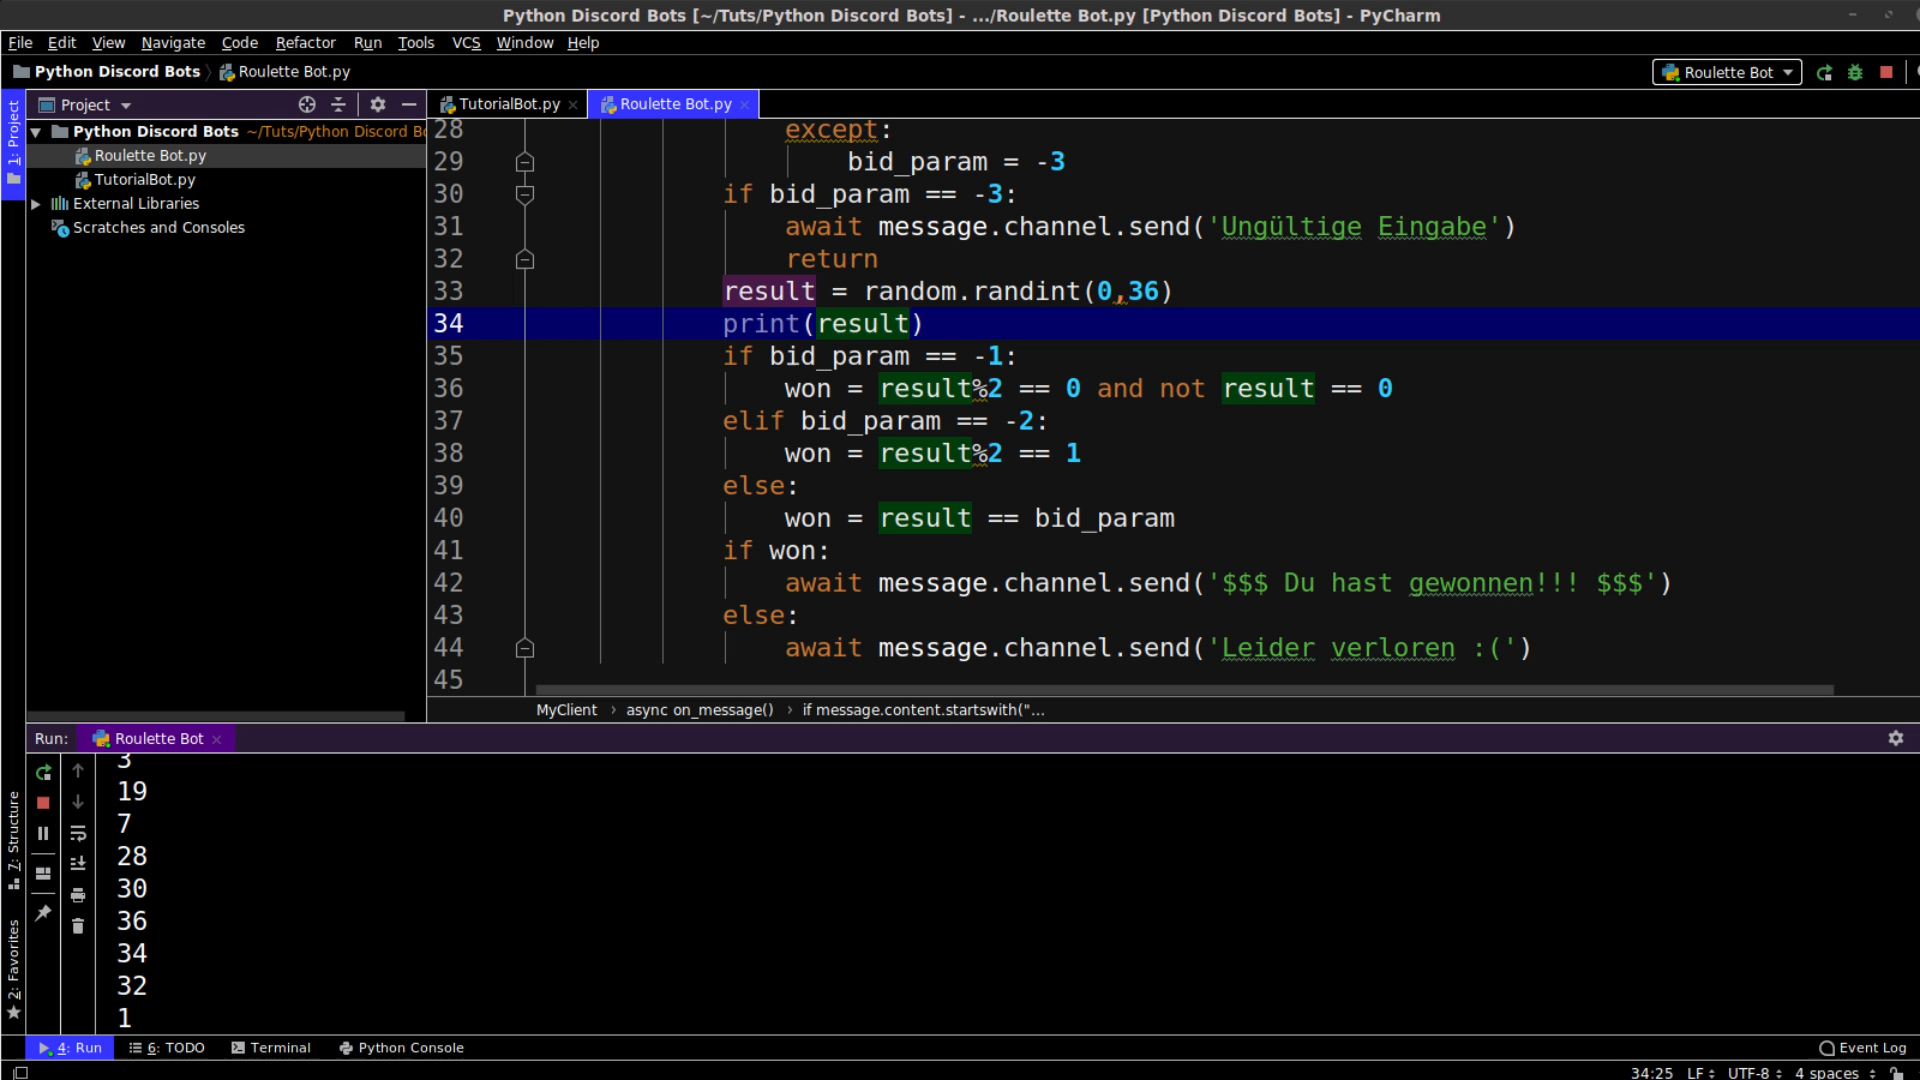 Python Discord Bots [~/Tuts/Python Discord Bots] - .../Roulette Bot.py [Python Discord Bots] - PyCharm
File Edit View Navigate Code Refactor Run Tools VCS Window Help
Python Discord Bots Roulette Bot.py
Roulette Bot
1: Project
Project
TutorialBot.py
Roulette Bot.py
Python Discord Bots ~/Tuts/Python Discord Bo
Roulette Bot.py
TutorialBot.py
External Libraries
Scratches and Consoles
28 except:
29 bid_param = -3
30 if bid_param == -3:
31 await message.channel.send('Ungültige Eingabe')
32 return
33 result = random.randint(0,36)
34 print(result)
35 if bid_param == -1:
36 won = result%2 == 0 and not result == 0
37 elif bid_param == -2:
38 won = result%2 == 1
39 else:
40 won = result == bid_param
41 if won:
42 await message.channel.send('$$$ Du hast gewonnen!!! $$$')
43 else:
44 await message.channel.send('Leider verloren :(')
45
MyClient › async on_message() › if message.content.startswith("...
Run: Roulette Bot
3
19
7
28
30
36
34
32
1
7: Structure
2: Favorites
4: Run 6: TODO Terminal Python Console
Event Log
34:25 LF UTF-8 4 spaces